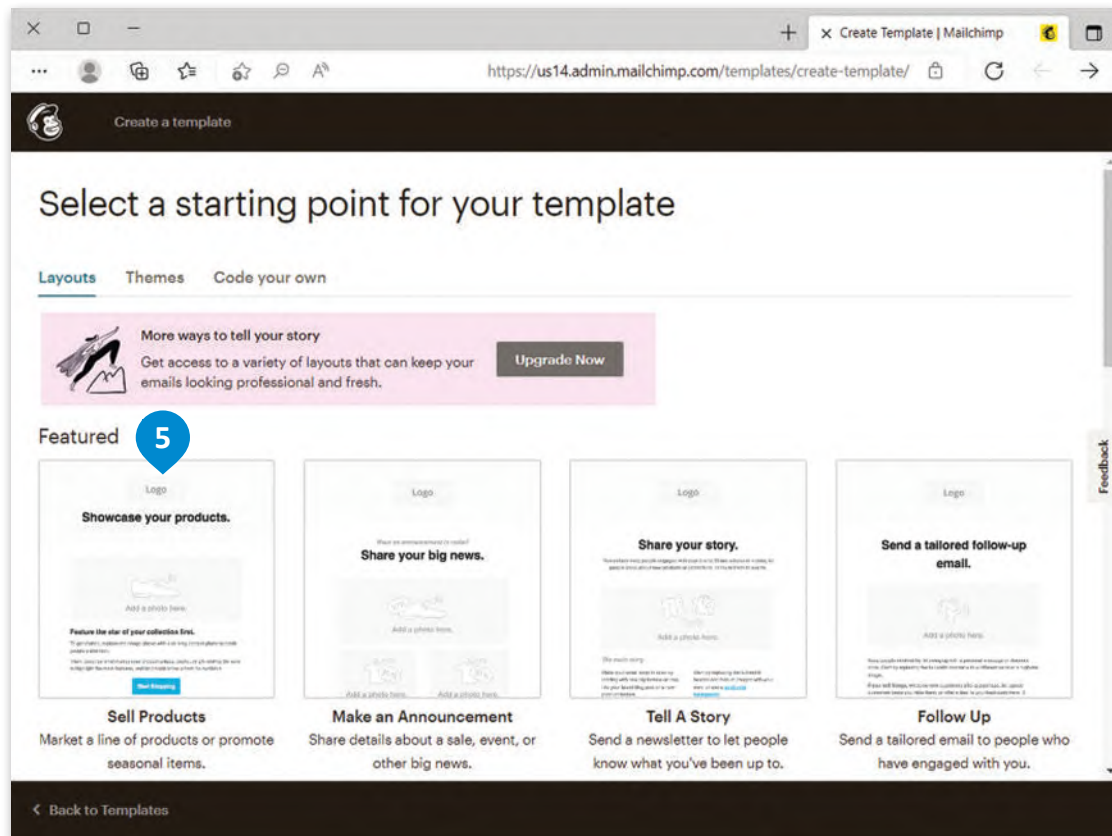 Create Template | Mailchimp
https://us14.admin.mailchimp.com/templates/create-template/
Create a template
Select a starting point for your template
Layouts Themes Code your own
More ways to tell your story
Get access to a variety of layouts that can keep your
emails looking professional and fresh.
Upgrade Now
Featured
5
Feedback
Logo
Showcase your products.
Add a photo here.
Feature the star of your collection first.
Start Shopping
Logo
Share your big news.
Add a photo here.
Add a photo here. Add a photo here.
Logo
Share your story.
Add a photo here.
Logo
Send a tailored follow-up
email.
Add a photo here.
Sell Products
Market a line of products or promote
seasonal items.
Make an Announcement
Share details about a sale, event, or
other big news.
Tell A Story
Send a newsletter to let people
know what you've been up to.
Follow Up
Send a tailored email to people who
have engaged with you.
Back to Templates